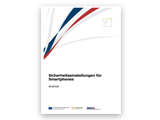 Sicherheitseinstellungen für
Smartphones
Android